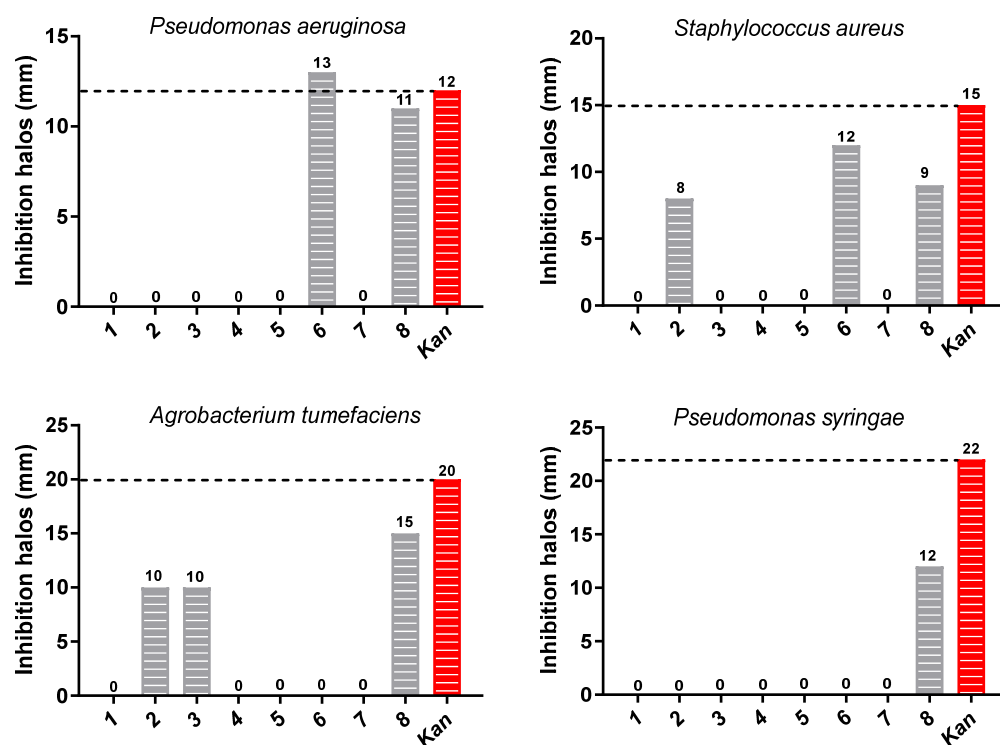 Pseudomonas aeruginosa
Inhibition halos (mm)
15
10
5
0
0 0 0 0 0 13 0 11 12
1 2 3 4 5 6 7 8 Kan
Staphylococcus aureus
Inhibition halos (mm)
20
15
10
5
0
0 8 0 0 0 12 0 9 15
1 2 3 4 5 6 7 8 Kan
Agrobacterium tumefaciens
Inhibition halos (mm)
25
20
15
10
5
0
0 10 10 0 0 0 0 15 20
1 2 3 4 5 6 7 8 Kan
Pseudomonas syringae
Inhibition halos (mm)
25
20
15
10
5
0
0 0 0 0 0 0 0 12 22
1 2 3 4 5 6 7 8 Kan